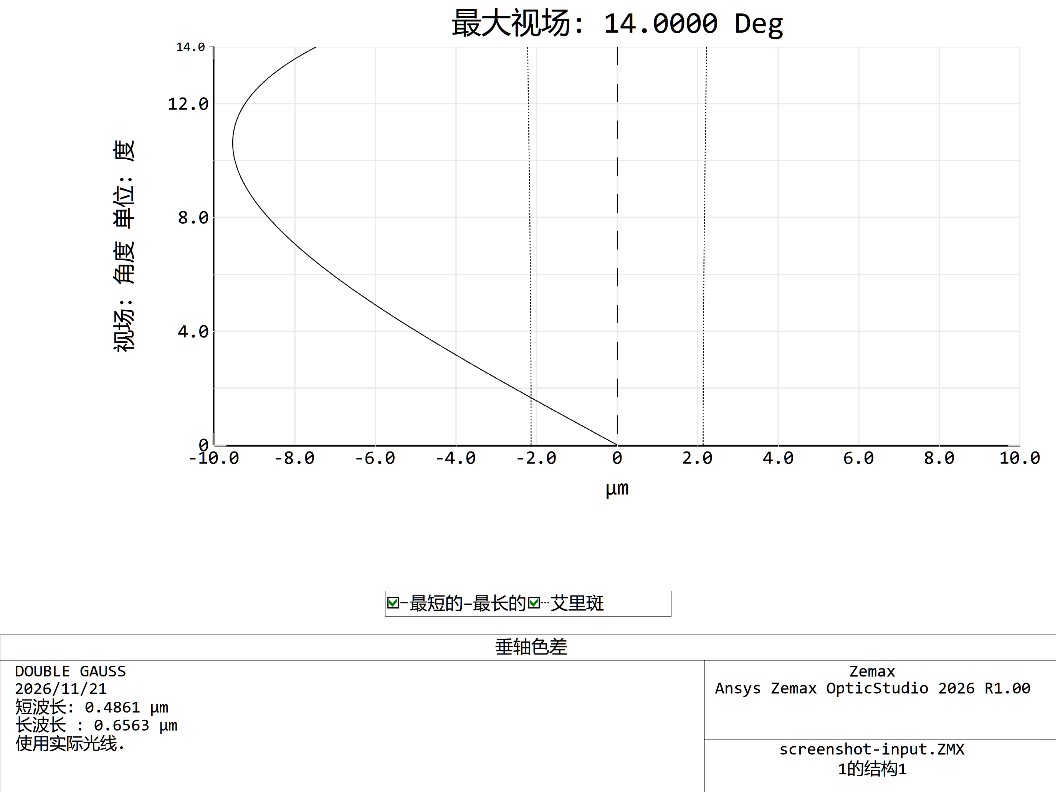 最大视场: 14.0000 Deg
14.0
12.0
8.0
4.0
0
视场: 角度 单位: 度
-10.0 -8.0 -6.0 -4.0 -2.0 0 2.0 4.0 6.0 8.0 10.0
µm
最短的-最长的 艾里斑
垂轴色差
DOUBLE GAUSS
2026/11/21
短波长: 0.4861 µm
长波长 : 0.6563 µm
使用实际光线.
Zemax
Ansys Zemax OpticStudio 2026 R1.00
screenshot-input.ZMX
1的结构1